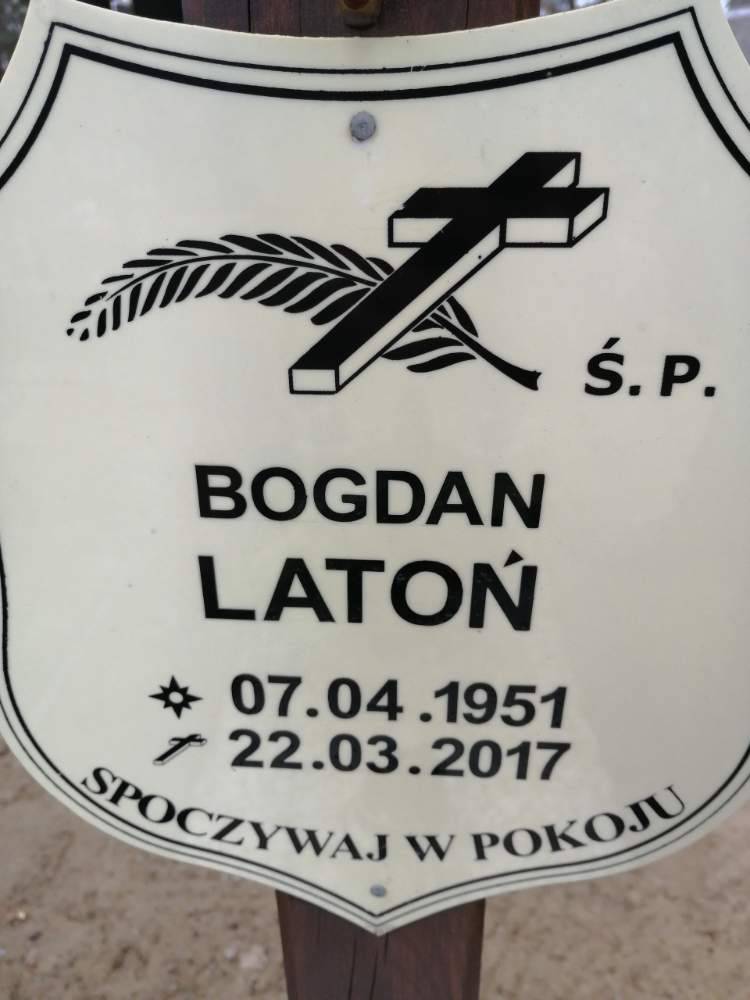 Ś. P.
BOGDAN
LATOŃ
07.04.1951
22.03.2017
SPOCZYWAJ W POKOJU